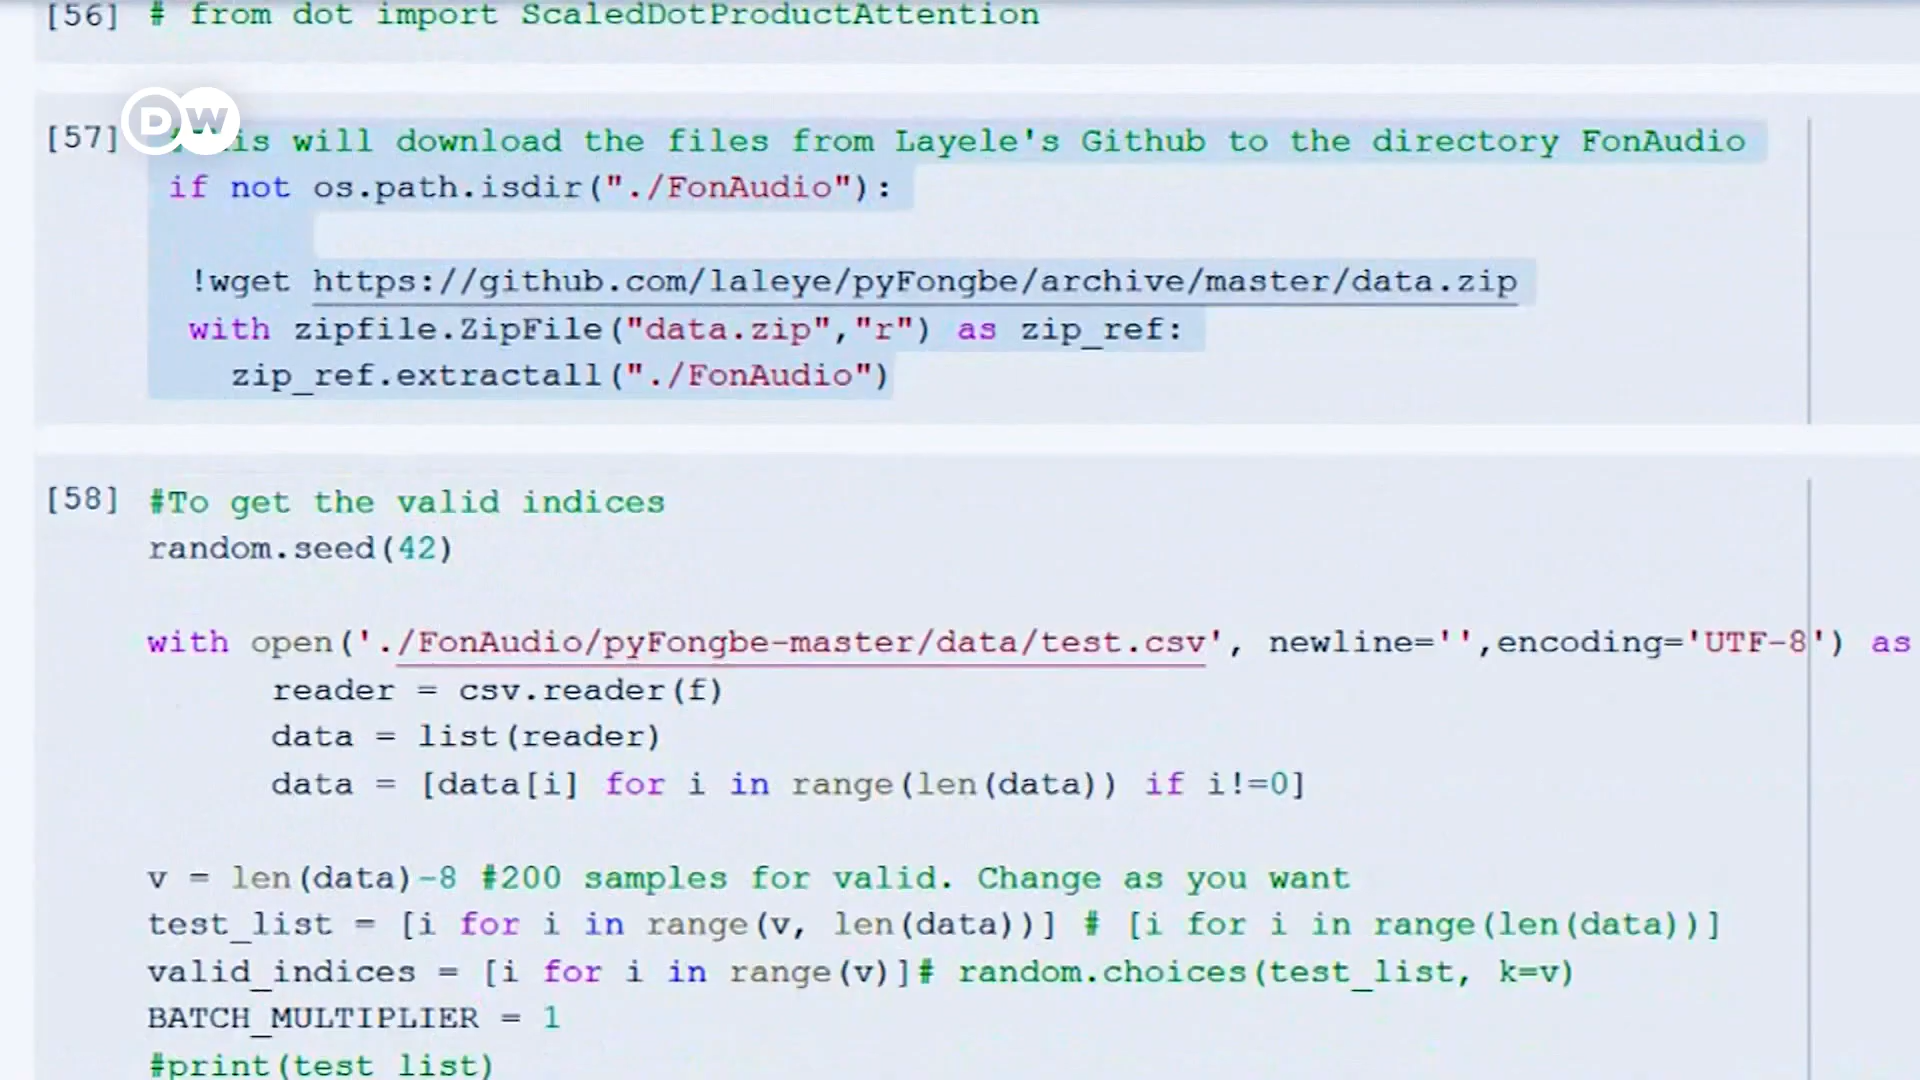 [56] # from dot import ScaledDotProductAttention
DW
[57] will download the files from Layele's Github to the directory FonAudio
if not os.path.isdir("./FonAudio"):
!wget https://github.com/laleye/pyFongbe/archive/master/data.zip
with zipfile.ZipFile("data.zip","r") as zip_ref:
zip_ref.extractall("./FonAudio")
[58] #To get the valid indices
random.seed(42)
with open('./FonAudio/pyFongbe-master/data/test.csv', newline='',encoding='UTF-8') as
reader = csv.reader(f)
data = list(reader)
data = [data[i] for i in range(len(data)) if i!=0]
v = len(data)-8 #200 samples for valid. Change as you want
test_list = [i for i in range(v, len(data))] # [i for i in range(len(data))]
valid_indices = [i for i in range(v)]# random.choices(test_list, k=v)
BATCH_MULTIPLIER = 1
#print(test_list)